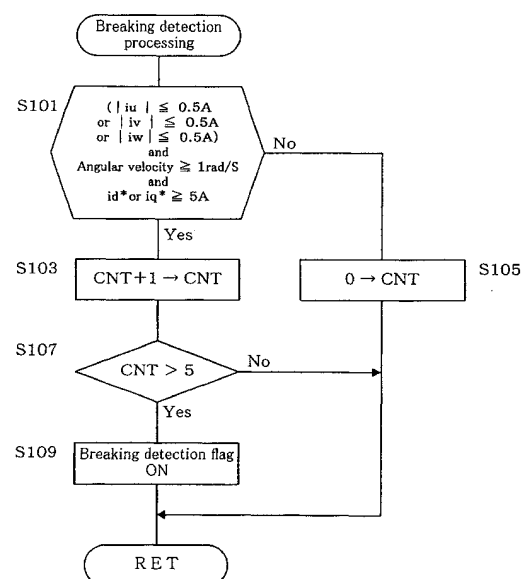 Breaking detection
processing
S101
( | iu | ≦ 0.5A
or | iv | ≦ 0.5A
or | iw | ≦ 0.5A)
and
Angular velocity ≧ 1rad/S
and
id*or iq* ≧ 5A
No
Yes
S103
CNT+1 → CNT
0 → CNT
S105
S107
CNT > 5
No
Yes
S109
Breaking detection flag
ON
RET